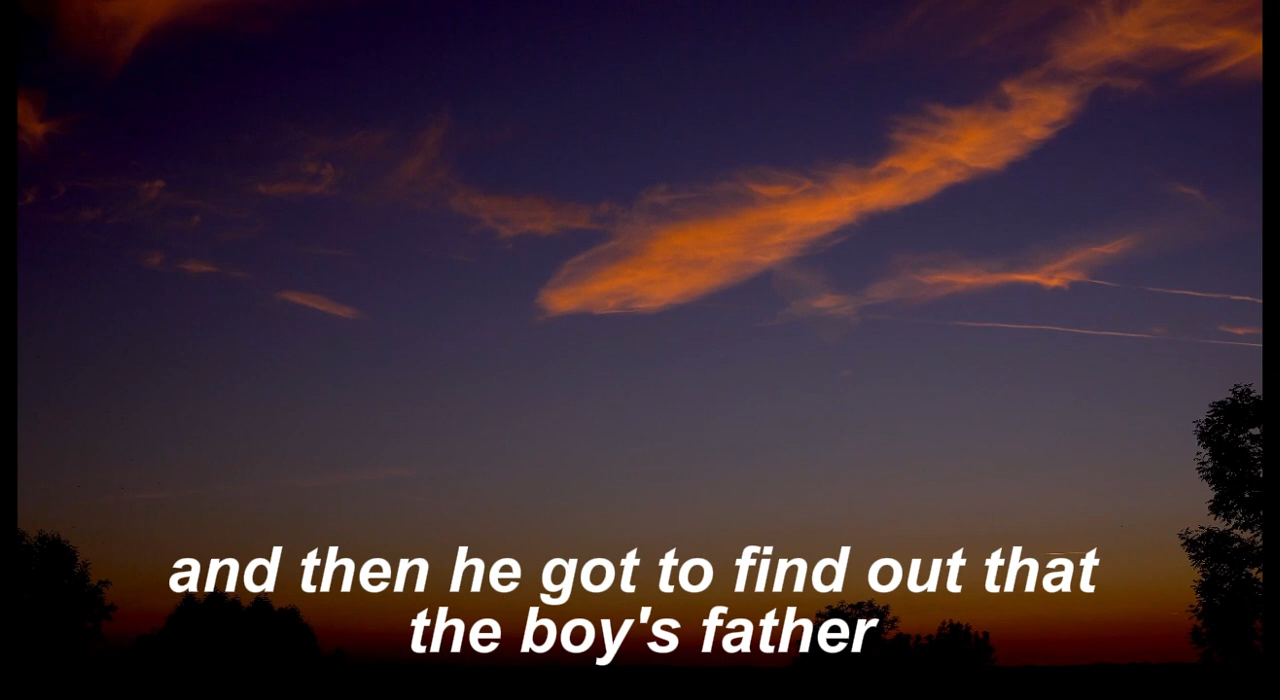 and then he got to find out that
the boy's father